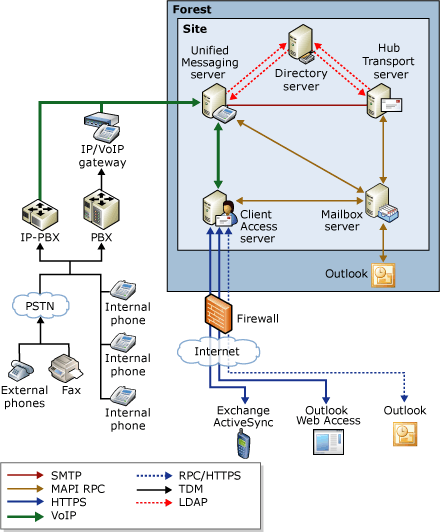 Forest
Site
Unified
Messaging
server
Directory
server
Hub
Transport
server
IP/VoIP
gateway
IP-PBX
PBX
Client
Access
server
Mailbox
server
Outlook
PSTN
Internal
phone
Internal
phone
Internal
phone
External
phones
Fax
Firewall
Internet
Exchange
ActiveSync
Outlook
Web Access
Outlook
SMTP
MAPI RPC
HTTPS
VoIP
RPC/HTTPS
TDM
LDAP